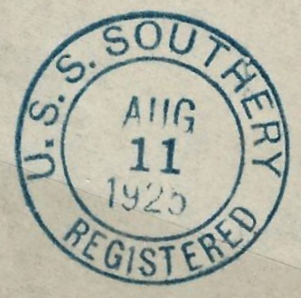 U.S.S. SOUTHERY
AUG
11
1925
REGISTERED